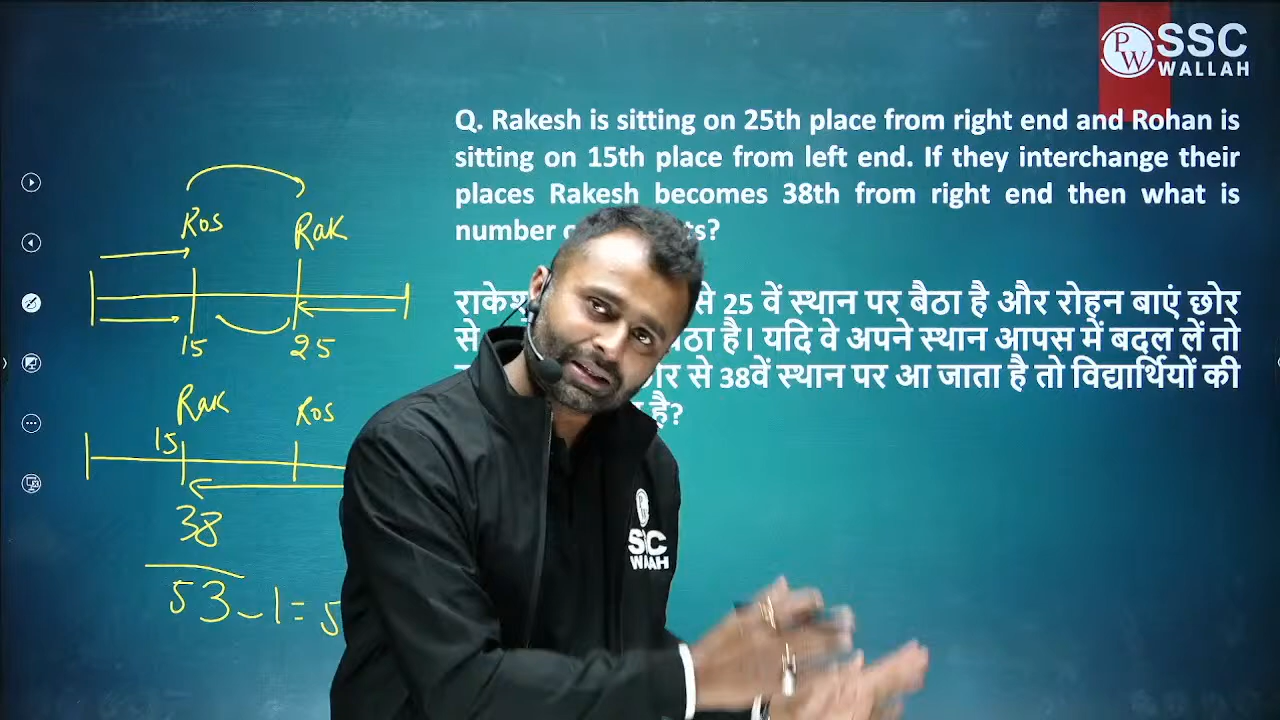 SSC
WALLAH
PW
Q. Rakesh is sitting on 25th place from right end and Rohan is
sitting on 15th place from left end. If they interchange their
places Rakesh becomes 38th from right end then what is
number
से 25 वें स्थान पर बैठा है और रोहन बाएं छोर
से है। यदि वे अपने स्थान आपस में बदल लें तो
से 38वें स्थान पर आ जाता है तो विद्यार्थियों की
है?
Ros Rak
15 25
Rak Ros
15
38
53-1=5
PW
SSC
WALLAH